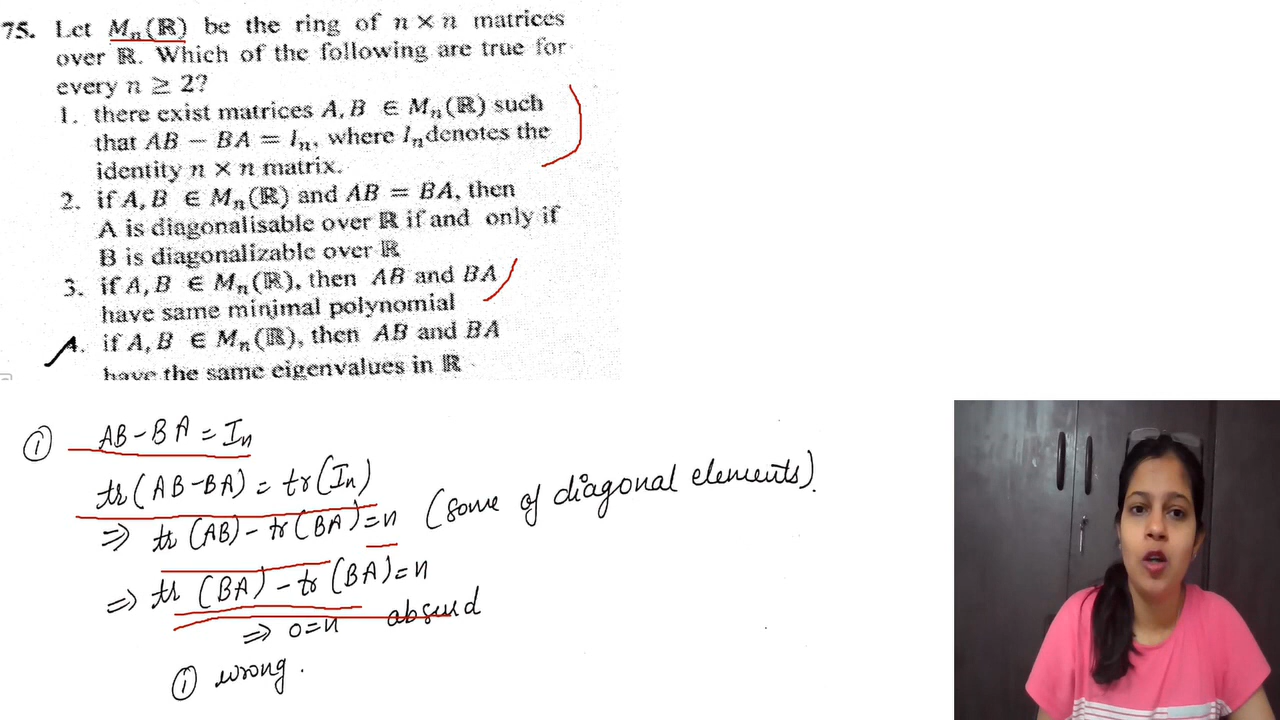 75. Let Mₙ(ℝ) be the ring of n × n matrices
over ℝ. Which of the following are true for
every n ≥ 2?
1. there exist matrices A, B ∈ Mₙ(ℝ) such
that AB − BA = Iₙ, where Iₙ denotes the
identity n × n matrix.
2. if A, B ∈ Mₙ(ℝ) and AB = BA, then
A is diagonalisable over ℝ if and only if
B is diagonalizable over ℝ
3. if A, B ∈ Mₙ(ℝ), then AB and BA
have same minimal polynomial
4. if A, B ∈ Mₙ(ℝ), then AB and BA
have the same eigenvalues in ℝ
① AB-BA = Iₙ
tr(AB-BA) = tr(Iₙ)
⇒ tr(AB)-tr(BA)=n (some of diagonal elements).
⇒ tr(BA)-tr(BA)=n
⇒ 0=n absurd
① wrong.